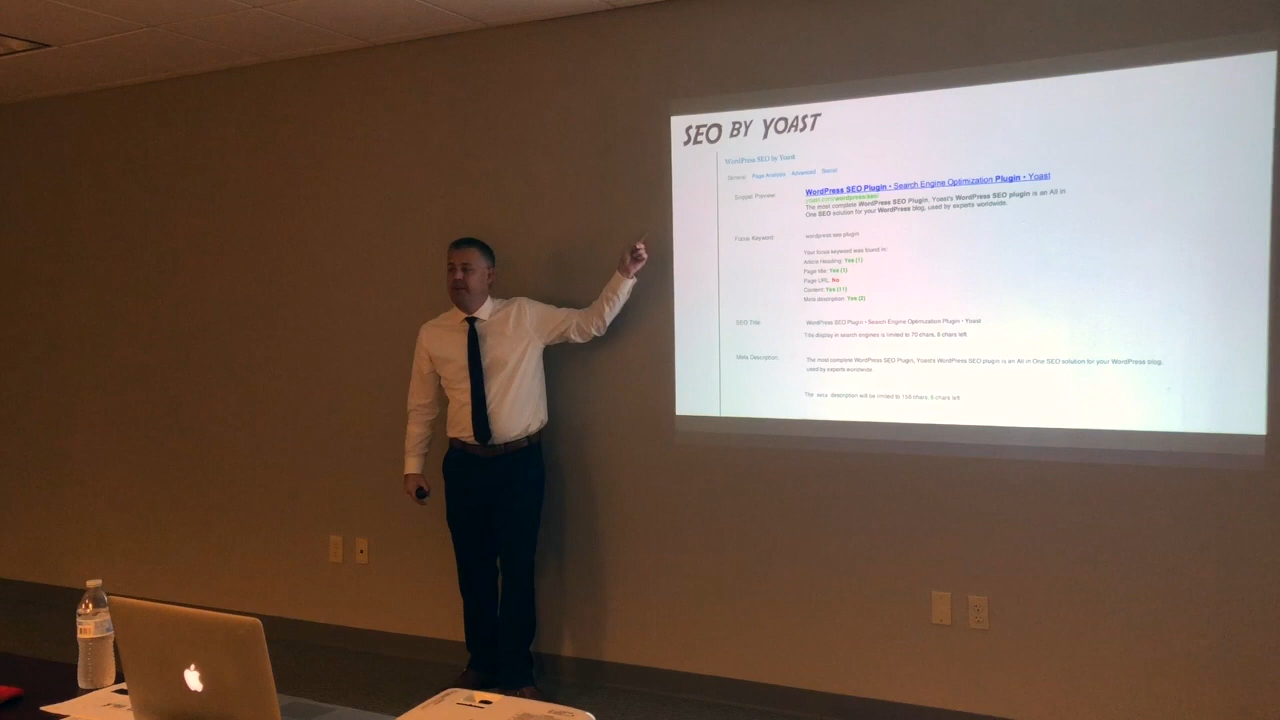 SEO BY YOAST
WordPress SEO by Yoast
General Page Analysis Advanced Social
Snippet Preview:
WordPress SEO Plugin • Search Engine Optimization Plugin • Yoast
yoast.com/wordpress/seo/
The most complete WordPress SEO Plugin, Yoast's WordPress SEO plugin is an All in
One SEO solution for your WordPress blog, used by experts worldwide.
Focus Keyword:
wordpress seo plugin
Your focus keyword was found in:
Article Heading: Yes (1)
Page title: Yes (1)
Page URL: No
Content: Yes (11)
Meta description: Yes (2)
SEO Title:
WordPress SEO Plugin • Search Engine Optimization Plugin • Yoast
Title display in search engines is limited to 70 chars, 8 chars left.
Meta Description:
The most complete WordPress SEO Plugin, Yoast's WordPress SEO plugin is an All in One SEO solution for your WordPress blog,
used by experts worldwide.
The meta description will be limited to 156 chars, 6 chars left.